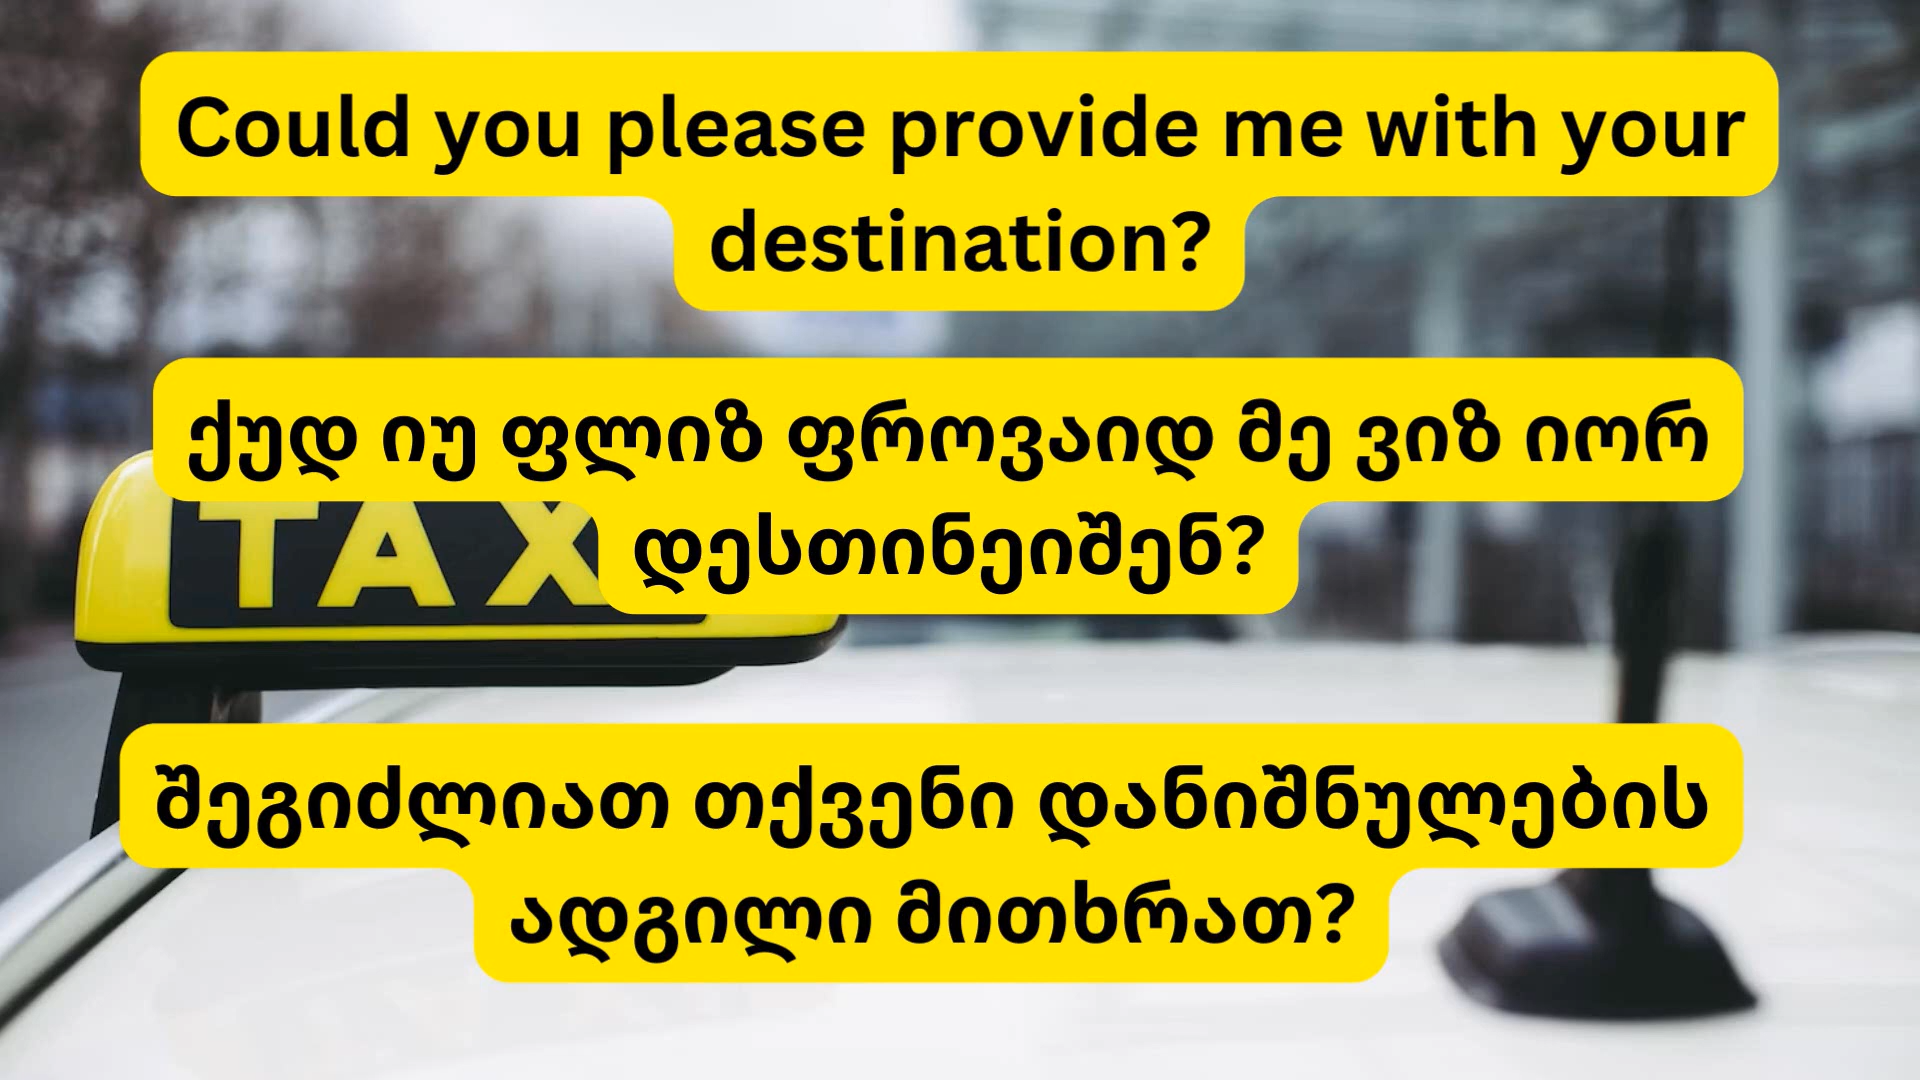 Could you please provide me with your
destination?
ქუდ იუ ფლიზ ფროვაიდ მე ვიზ იორ
დესთინეიშენ?
TAX
შეგიძლიათ თქვენი დანიშნულების
ადგილი მითხრათ?